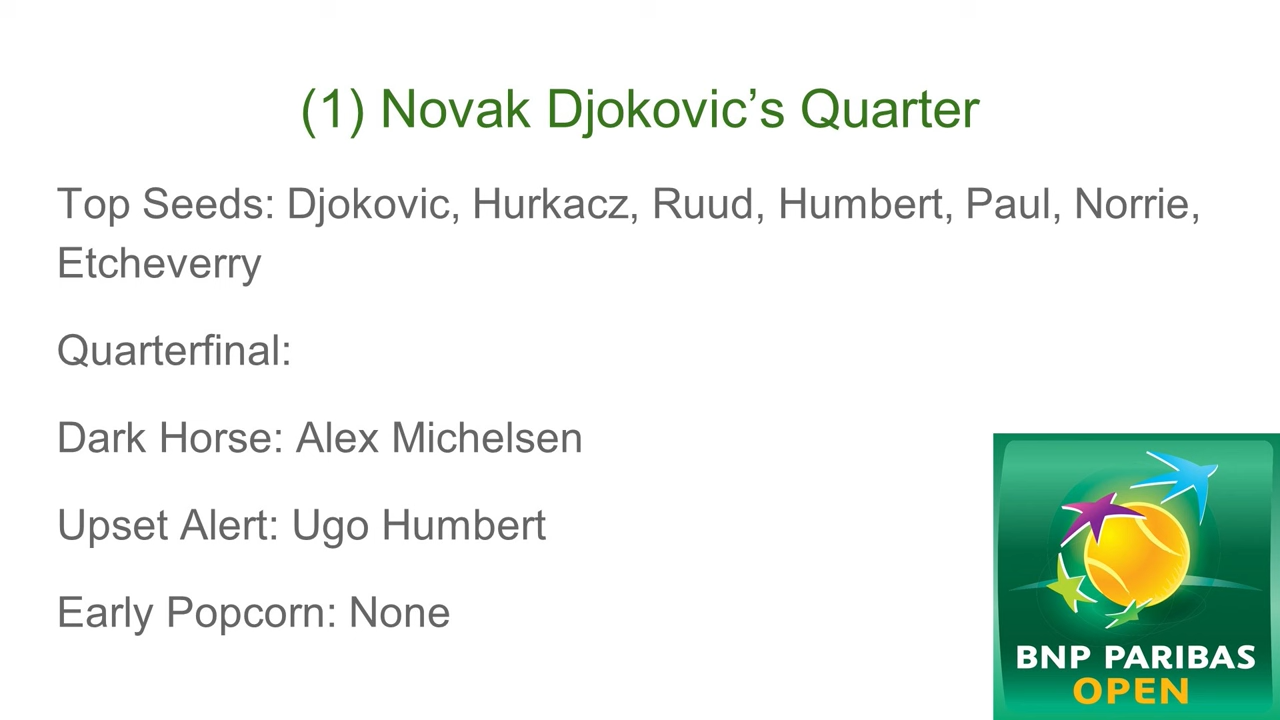 (1) Novak Djokovic’s Quarter
Top Seeds: Djokovic, Hurkacz, Ruud, Humbert, Paul, Norrie,
Etcheverry
Quarterfinal:
Dark Horse: Alex Michelsen
Upset Alert: Ugo Humbert
Early Popcorn: None
BNP PARIBAS
OPEN